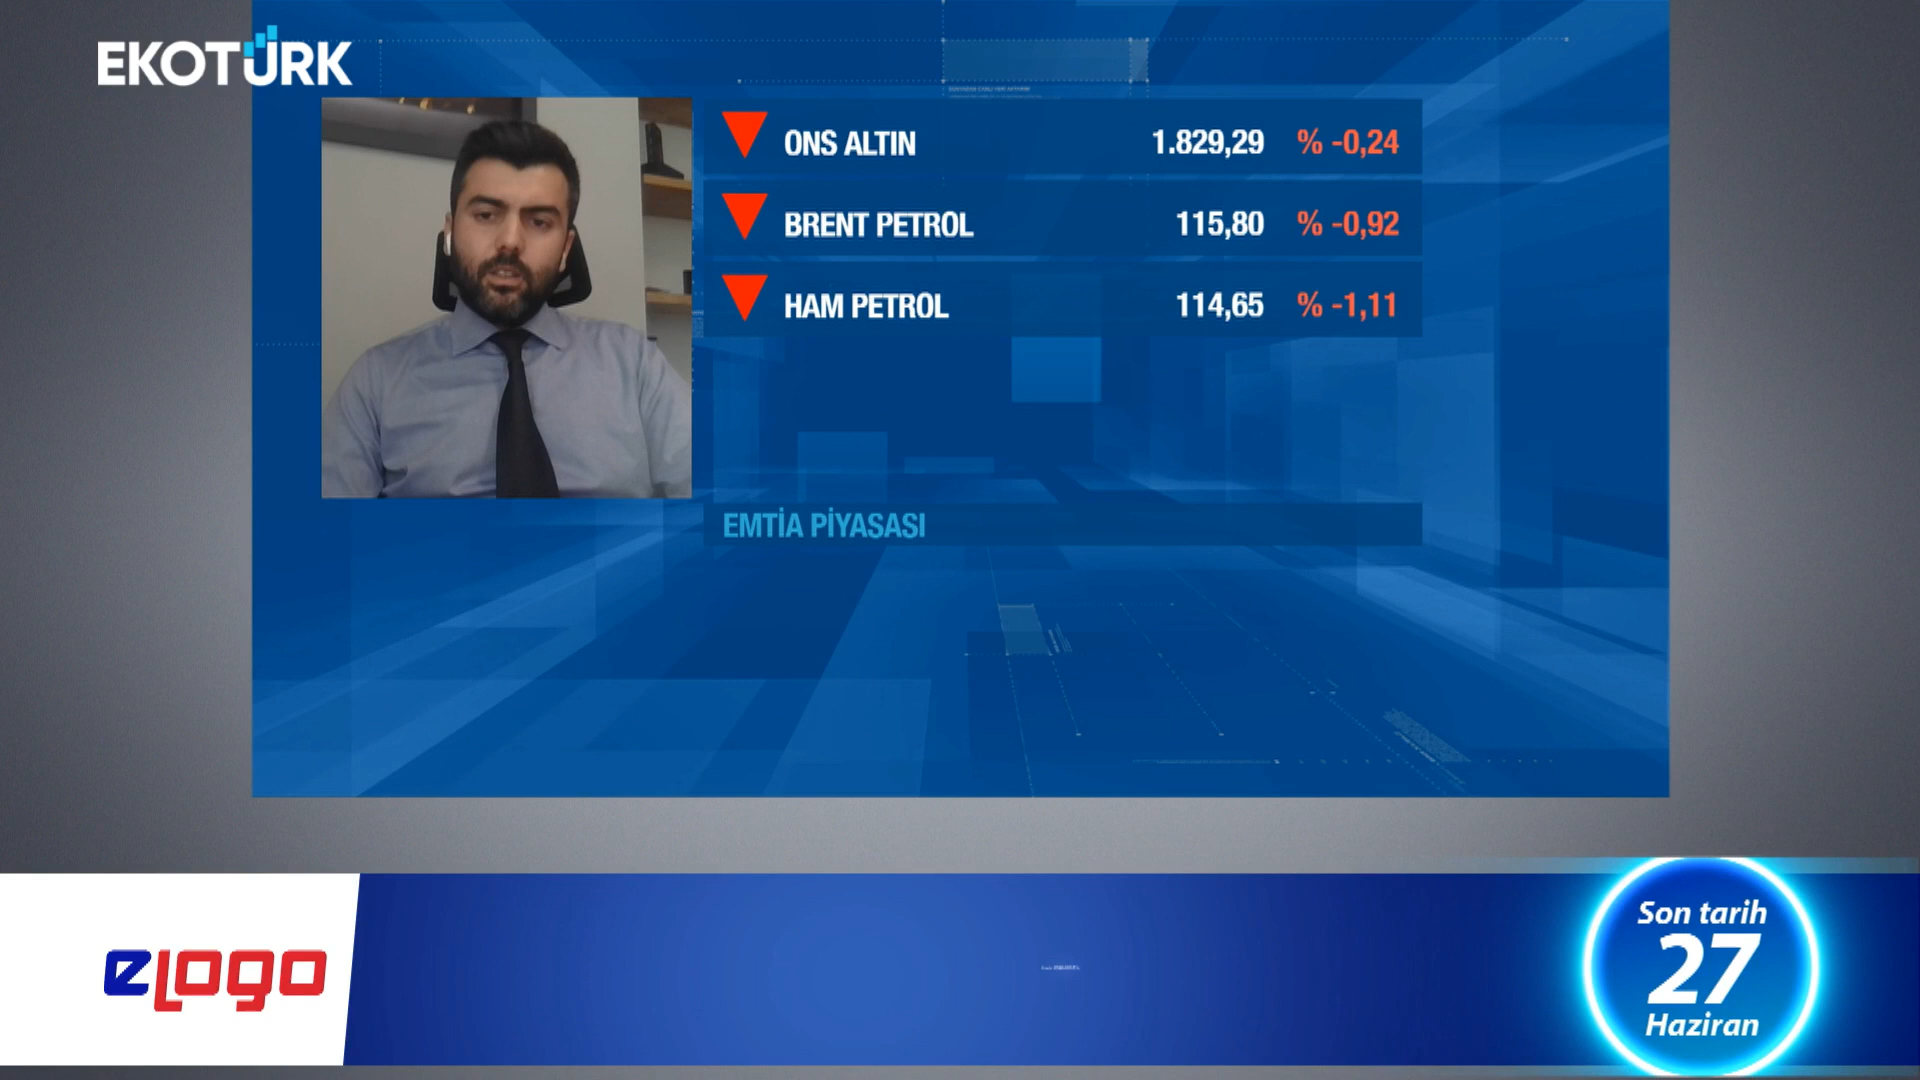 EKOTÜRK
ONS ALTIN 1.829,29 % -0,24
BRENT PETROL 115,80 % -0,92
HAM PETROL 114,65 % -1,11
EMTİA PİYASASI
eLogo
Son tarih
27
Haziran